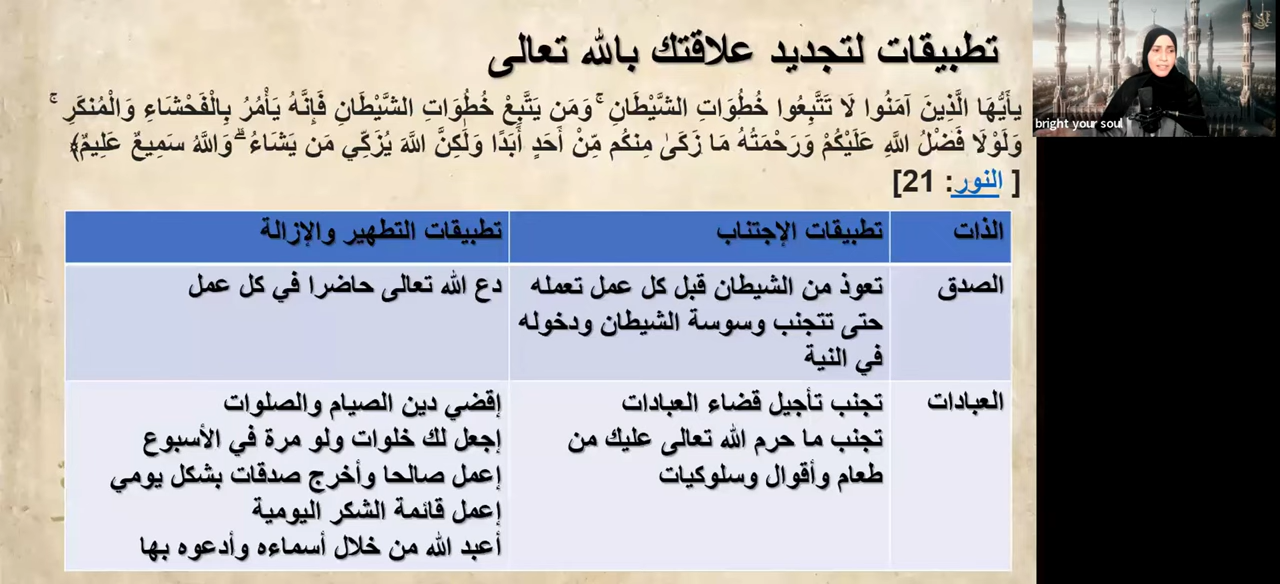 تطبيقات لتجديد علاقتك بالله تعالى
يأَيُّهَا الَّذِينَ آمَنُوا لَا تَتَّبِعُوا خُطُوَاتِ الشَّيْطَانِ ۚ وَمَن يَتَّبِعْ خُطُوَاتِ الشَّيْطَانِ فَإِنَّهُ يَأْمُرُ بِالْفَحْشَاءِ وَالْمُنكَرِ ۚ
وَلَوْلَا فَضْلُ اللَّهِ عَلَيْكُمْ وَرَحْمَتُهُ مَا زَكَىٰ مِنكُم مِّنْ أَحَدٍ أَبَدًا وَلَٰكِنَّ اللَّهَ يُزَكِّي مَن يَشَاءُ ۗ وَاللَّهُ سَمِيعٌ عَلِيمٌ﴾
[ النور: 21]
bright your soul
الذات
تطبيقات الإجتناب
تطبيقات التطهير والإزالة
الصدق
تعوذ من الشيطان قبل كل عمل تعمله
حتى تتجنب وسوسة الشيطان ودخوله
في النية
دع الله تعالى حاضرا في كل عمل
العبادات
تجنب تأجيل قضاء العبادات
تجنب ما حرم الله تعالى عليك من
طعام وأقوال وسلوكيات
إقضي دين الصيام والصلوات
إجعل لك خلوات ولو مرة في الأسبوع
إعمل صالحا وأخرج صدقات بشكل يومي
إعمل قائمة الشكر اليومية
أعبد الله من خلال أسماءه وأدعوه بها